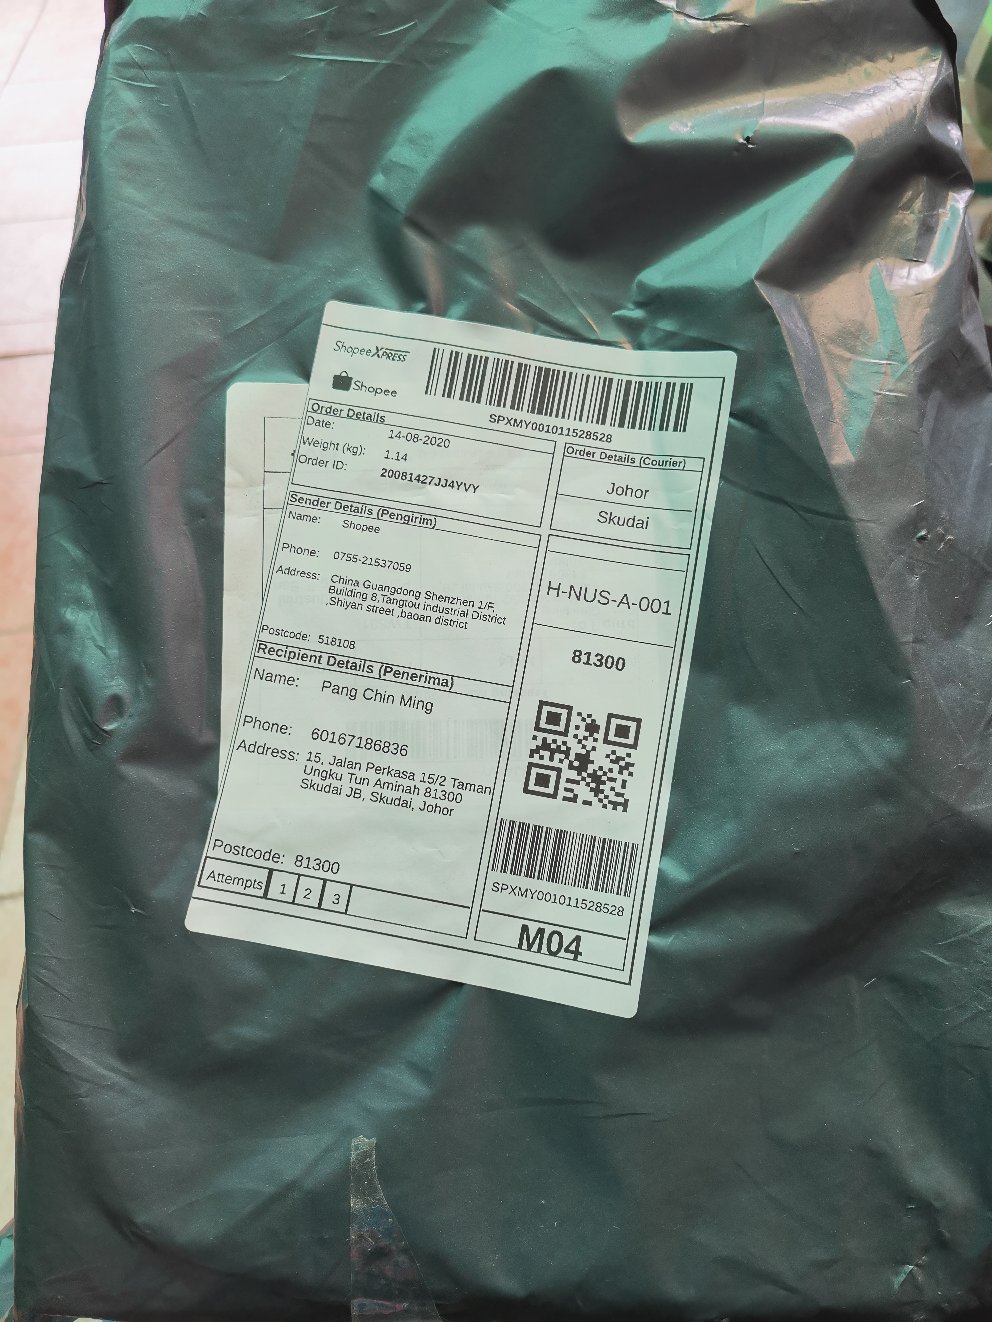 ShopeeXPRESS
Shopee
SPXMY001011528528
Order Details
Date: 14-08-2020
Weight (kg): 1.14
Order ID: 20081427JJ4YVY
Order Details (Courier)
Johor
Skudai
Sender Details (Pengirim)
Name: Shopee
Phone: 0755-21537059
Address: China Guangdong Shenzhen 1/F,
Building 8,Tangtou industrial District
,Shiyan street ,baoan district
Postcode: 518108
Recipient Details (Penerima)
Name: Pang Chin Ming
Phone: 60167186836
Address: 15, Jalan Perkasa 15/2 Taman
Ungku Tun Aminah 81300
Skudai JB, Skudai, Johor
Postcode: 81300
Attempts 1 2 3
H-NUS-A-001
81300
SPXMY001011528528
M04